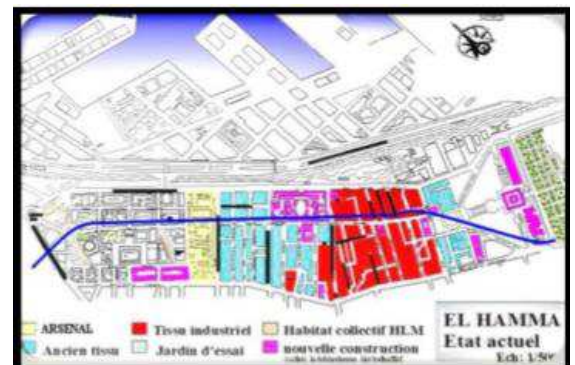 ARSENAL
Tissu industriel
Habitat collectif HLM
Ancien tissu
Jardin d'essai
nouvelle construction
EL HAMMA
Etat actuel